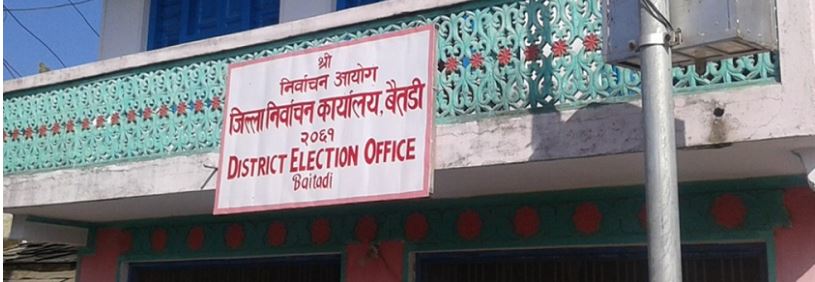 श्री
निर्वाचन आयोग
जिल्ला निर्वाचन कार्यालय, बैतडी
२०६१
DISTRICT ELECTION OFFICE
Baitadi